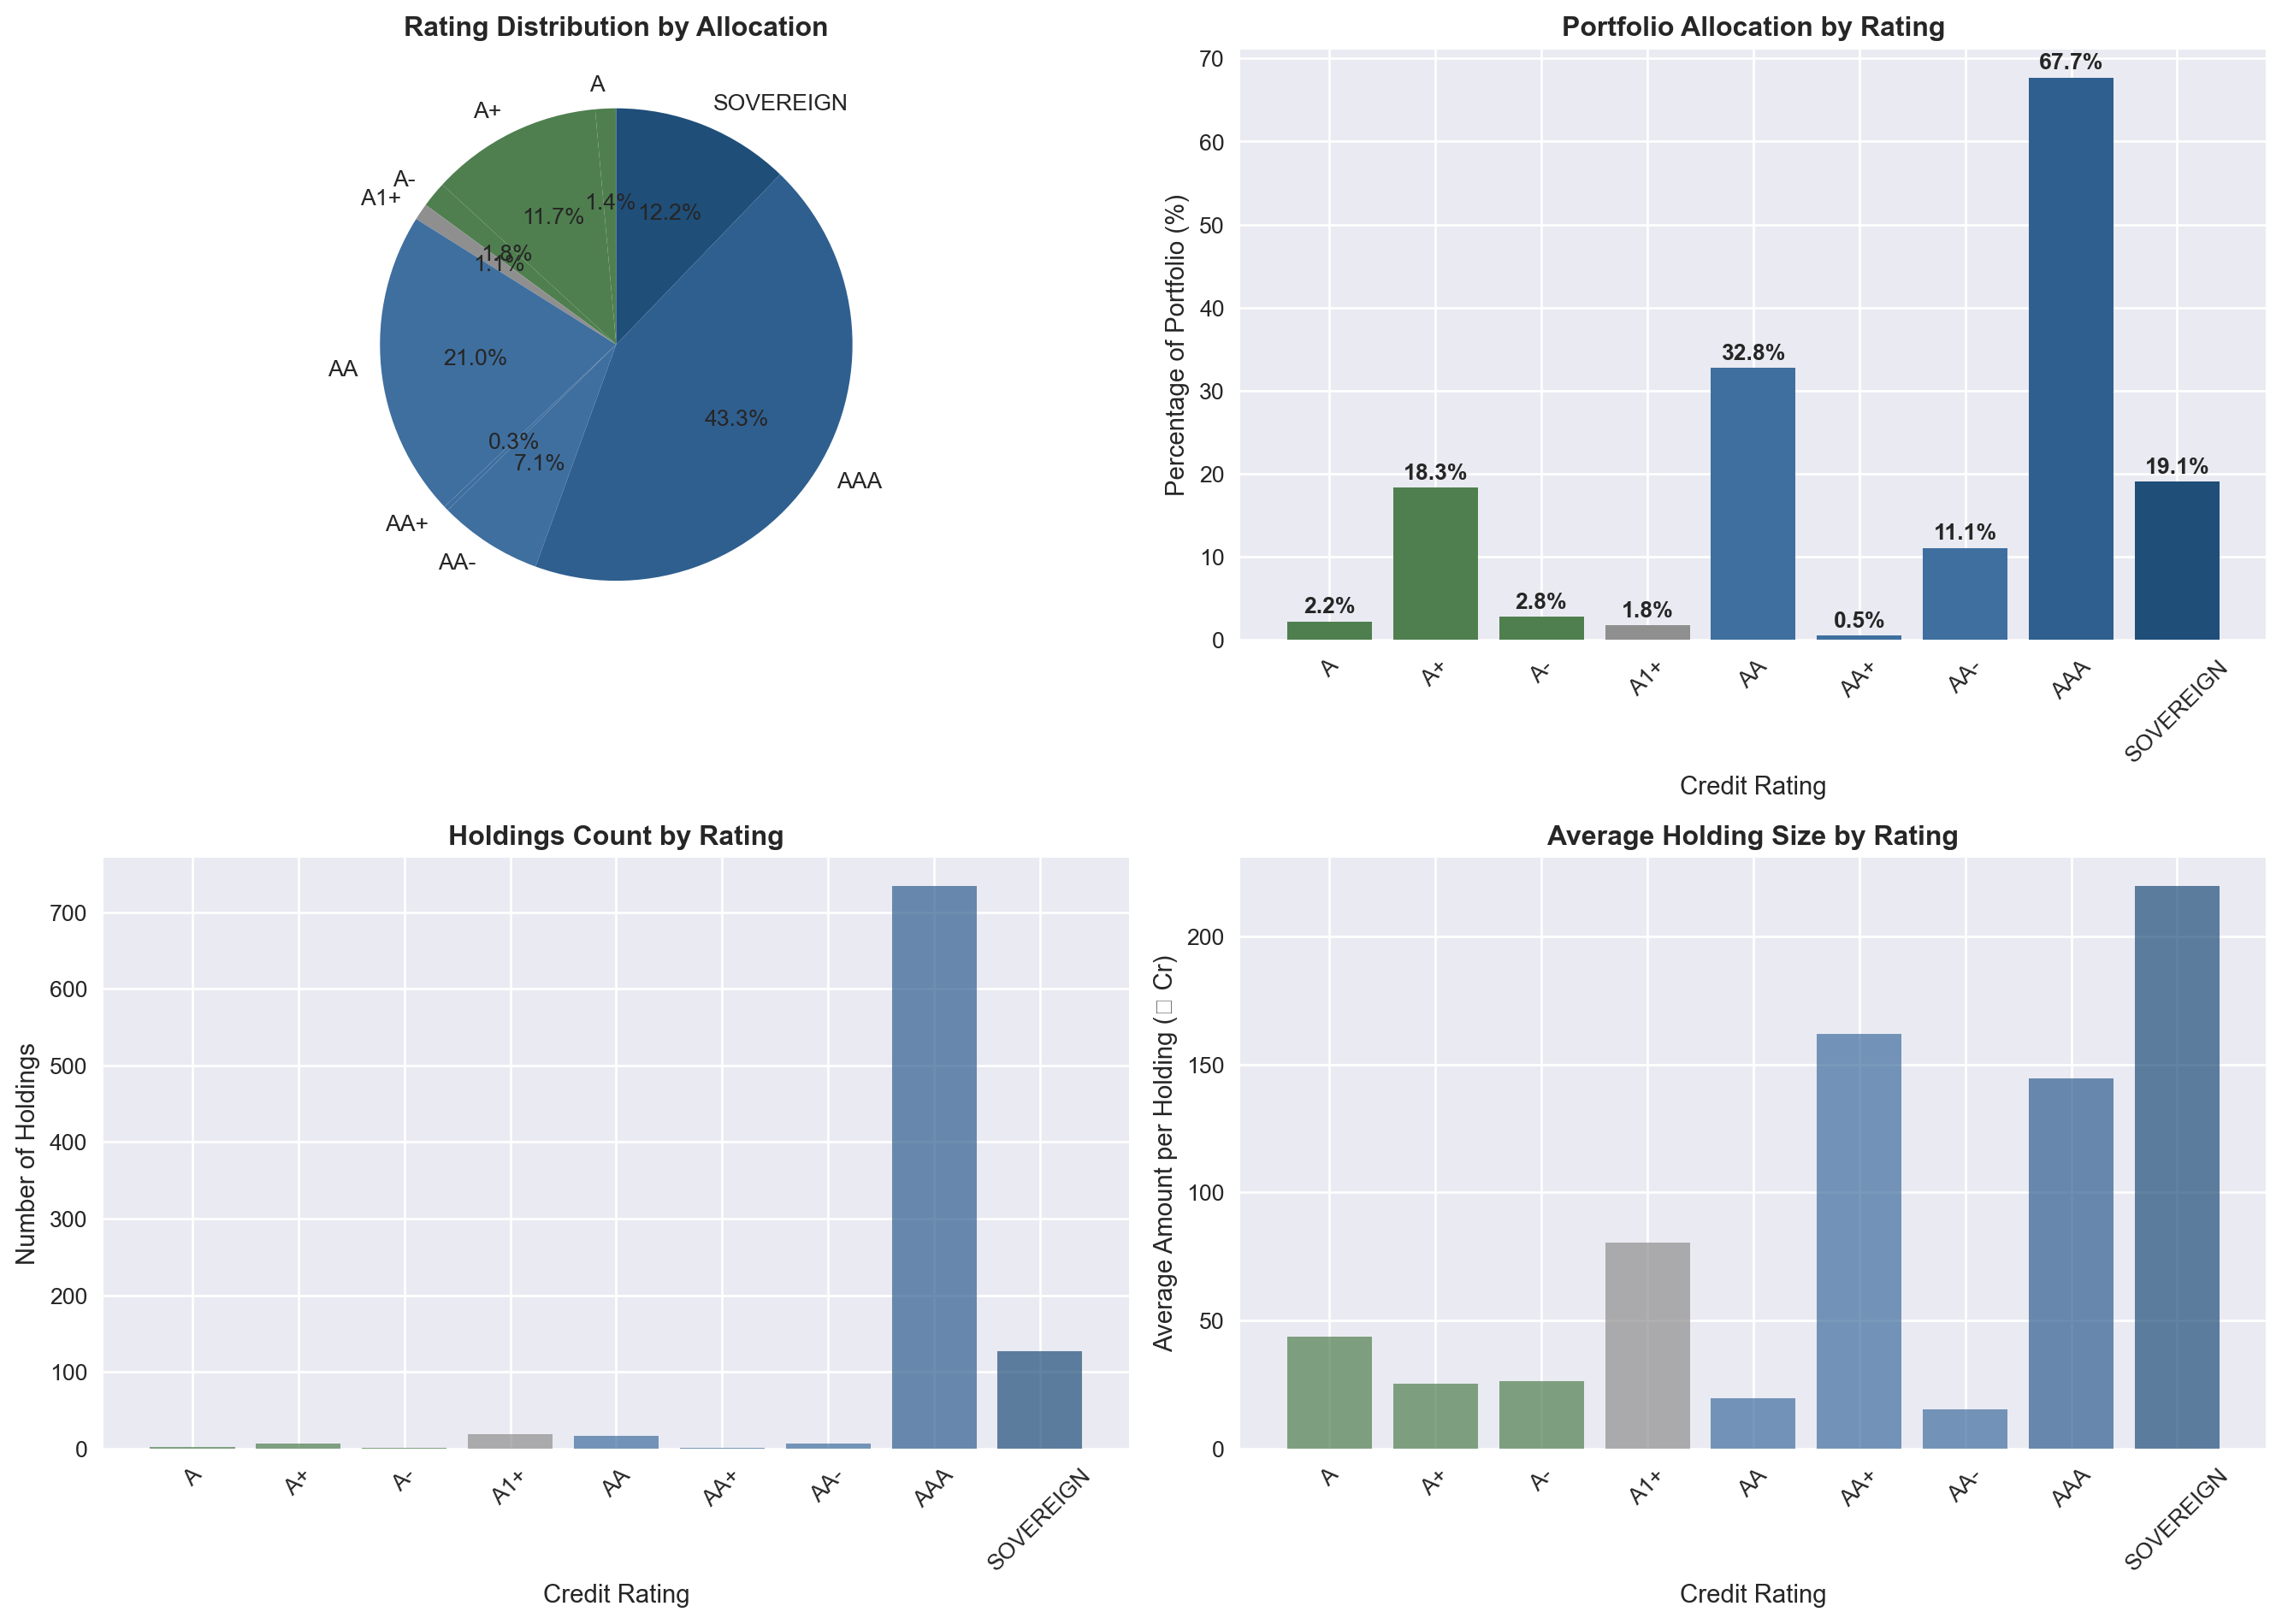 Rating Distribution by Allocation
A
SOVEREIGN
A+
A-
A1+
11.7%
1.4%
12.2%
1.8%
1.1%
AA
21.0%
43.3%
0.3%
7.1%
AAA
AA+
AA-
Portfolio Allocation by Rating
Percentage of Portfolio (%)
70
60
50
40
30
20
10
0
2.2%
18.3%
2.8%
1.8%
32.8%
0.5%
11.1%
67.7%
19.1%
A
A+
A-
A1+
AA
AA+
AA-
AAA
SOVEREIGN
Credit Rating
Holdings Count by Rating
Number of Holdings
700
600
500
400
300
200
100
0
A
A+
A-
A1+
AA
AA+
AA-
AAA
SOVEREIGN
Credit Rating
Average Holding Size by Rating
Average Amount per Holding (□ Cr)
200
150
100
50
0
A
A+
A-
A1+
AA
AA+
AA-
AAA
SOVEREIGN
Credit Rating